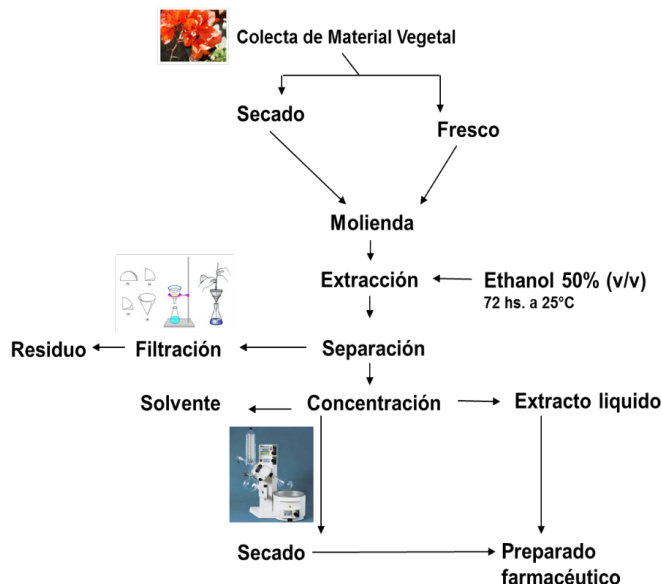 Colecta de Material Vegetal
Secado
Fresco
Molienda
Extracción
Ethanol 50% (v/v)
72 hs. a 25°C
Residuo
Filtración
Separación
Solvente
Concentración
Extracto liquido
Secado
Preparado
farmacéutico